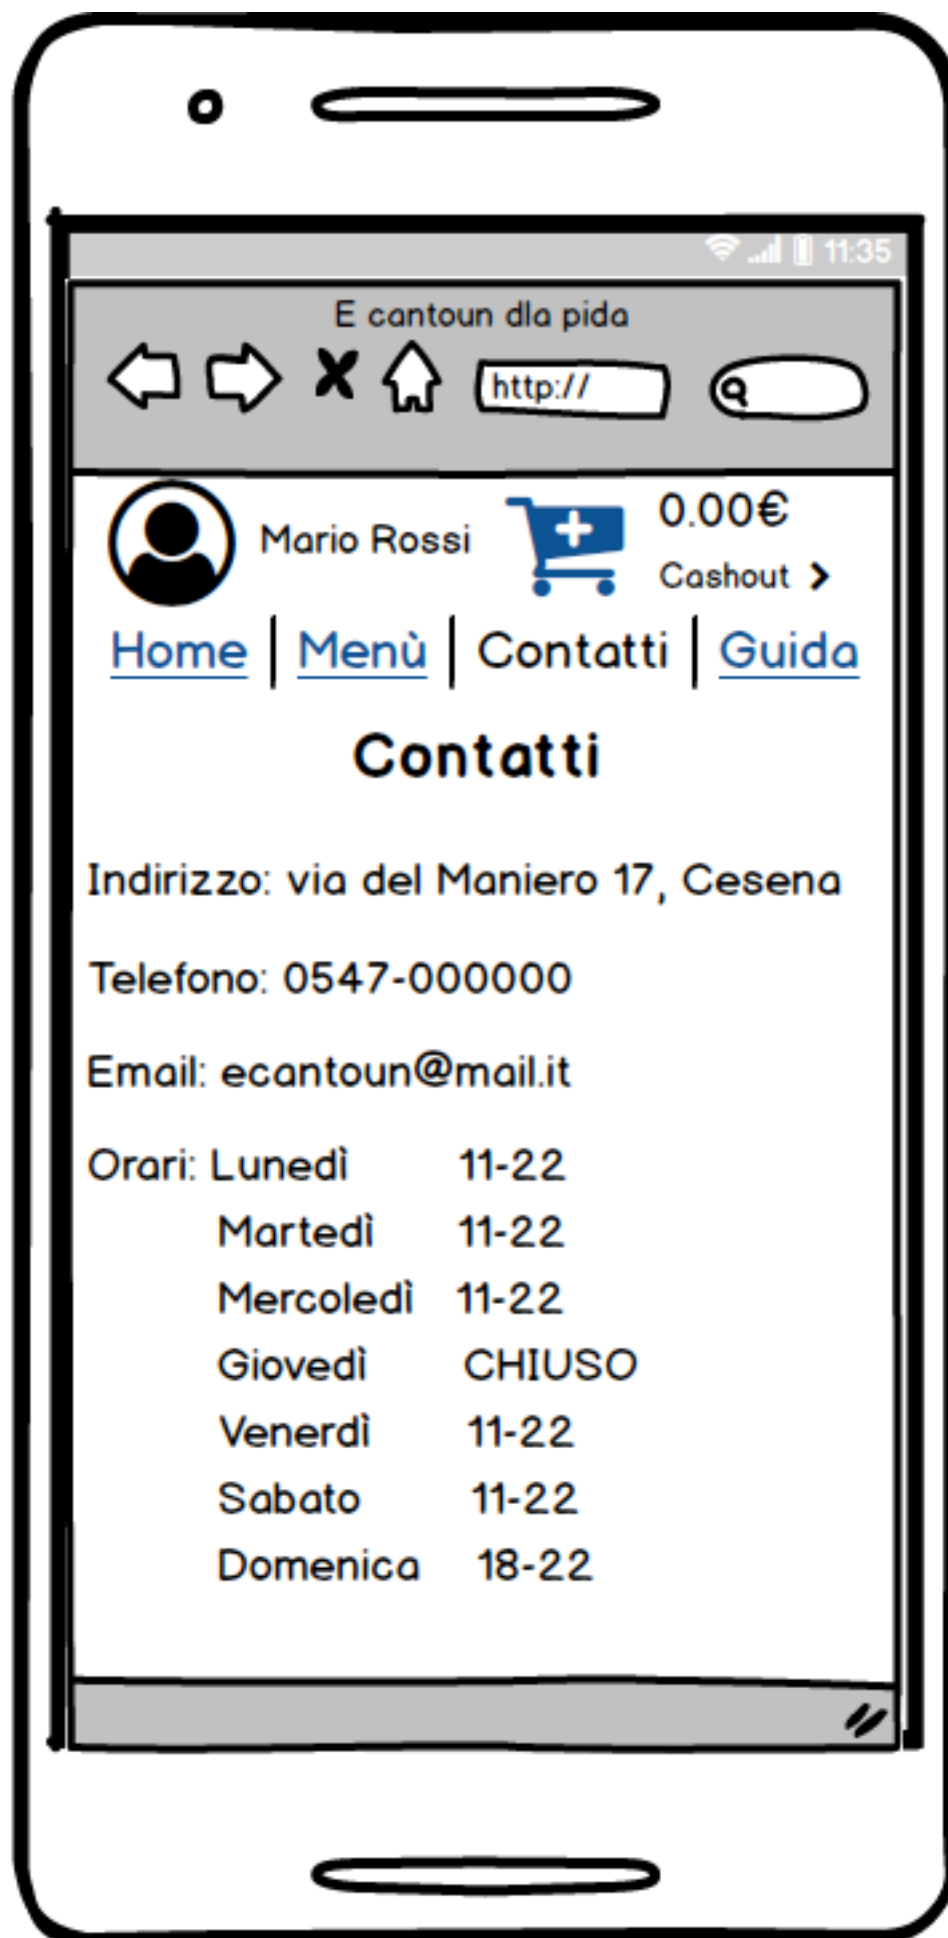 11:35
E cantoun dla pida
http://
Mario Rossi
0.00€
Cashout
Home | Menù | Contatti | Guida
Contatti
Indirizzo: via del Maniero 17, Cesena
Telefono: 0547-000000
Email: ecantoun@mail.it
Orari: Lunedì 11-22
Martedì 11-22
Mercoledì 11-22
Giovedì CHIUSO
Venerdì 11-22
Sabato 11-22
Domenica 18-22